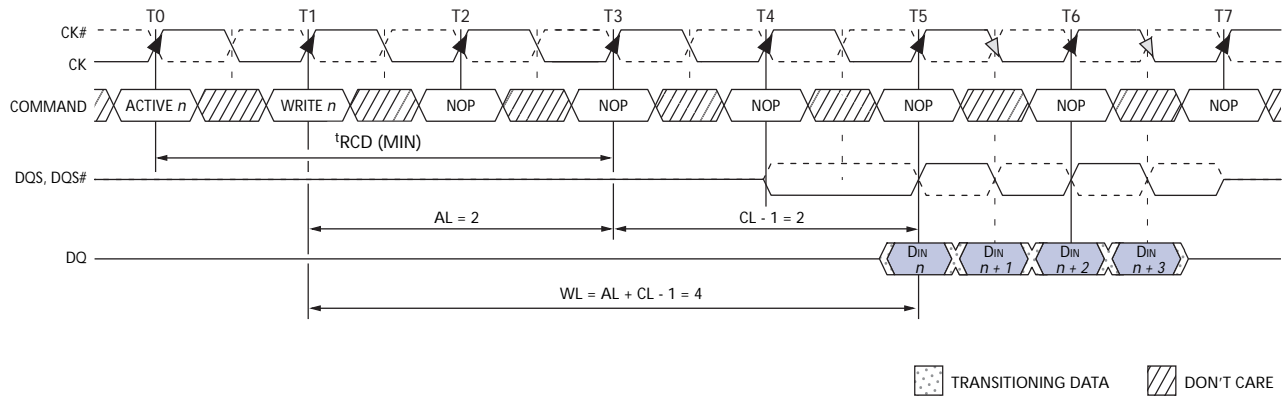 T0 T1 T2 T3 T4 T5 T6 T7
CK#
CK
COMMAND ACTIVE n WRITE n NOP NOP NOP NOP NOP NOP
tRCD (MIN)
DQS, DQS#
AL = 2 CL - 1 = 2
DQ DIN n DIN n + 1 DIN n + 2 DIN n + 3
WL = AL + CL - 1 = 4
TRANSITIONING DATA DON'T CARE